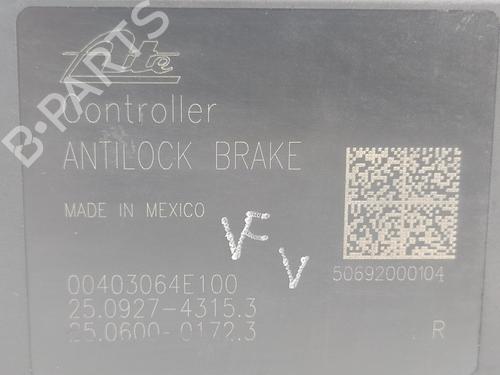 B-PARTS
Ate
Controller
ANTILOCK BRAKE
MADE IN MEXICO
VF
V
50692000104
00403064E100
25.0927-4315.3
25.0600-0172.3
R